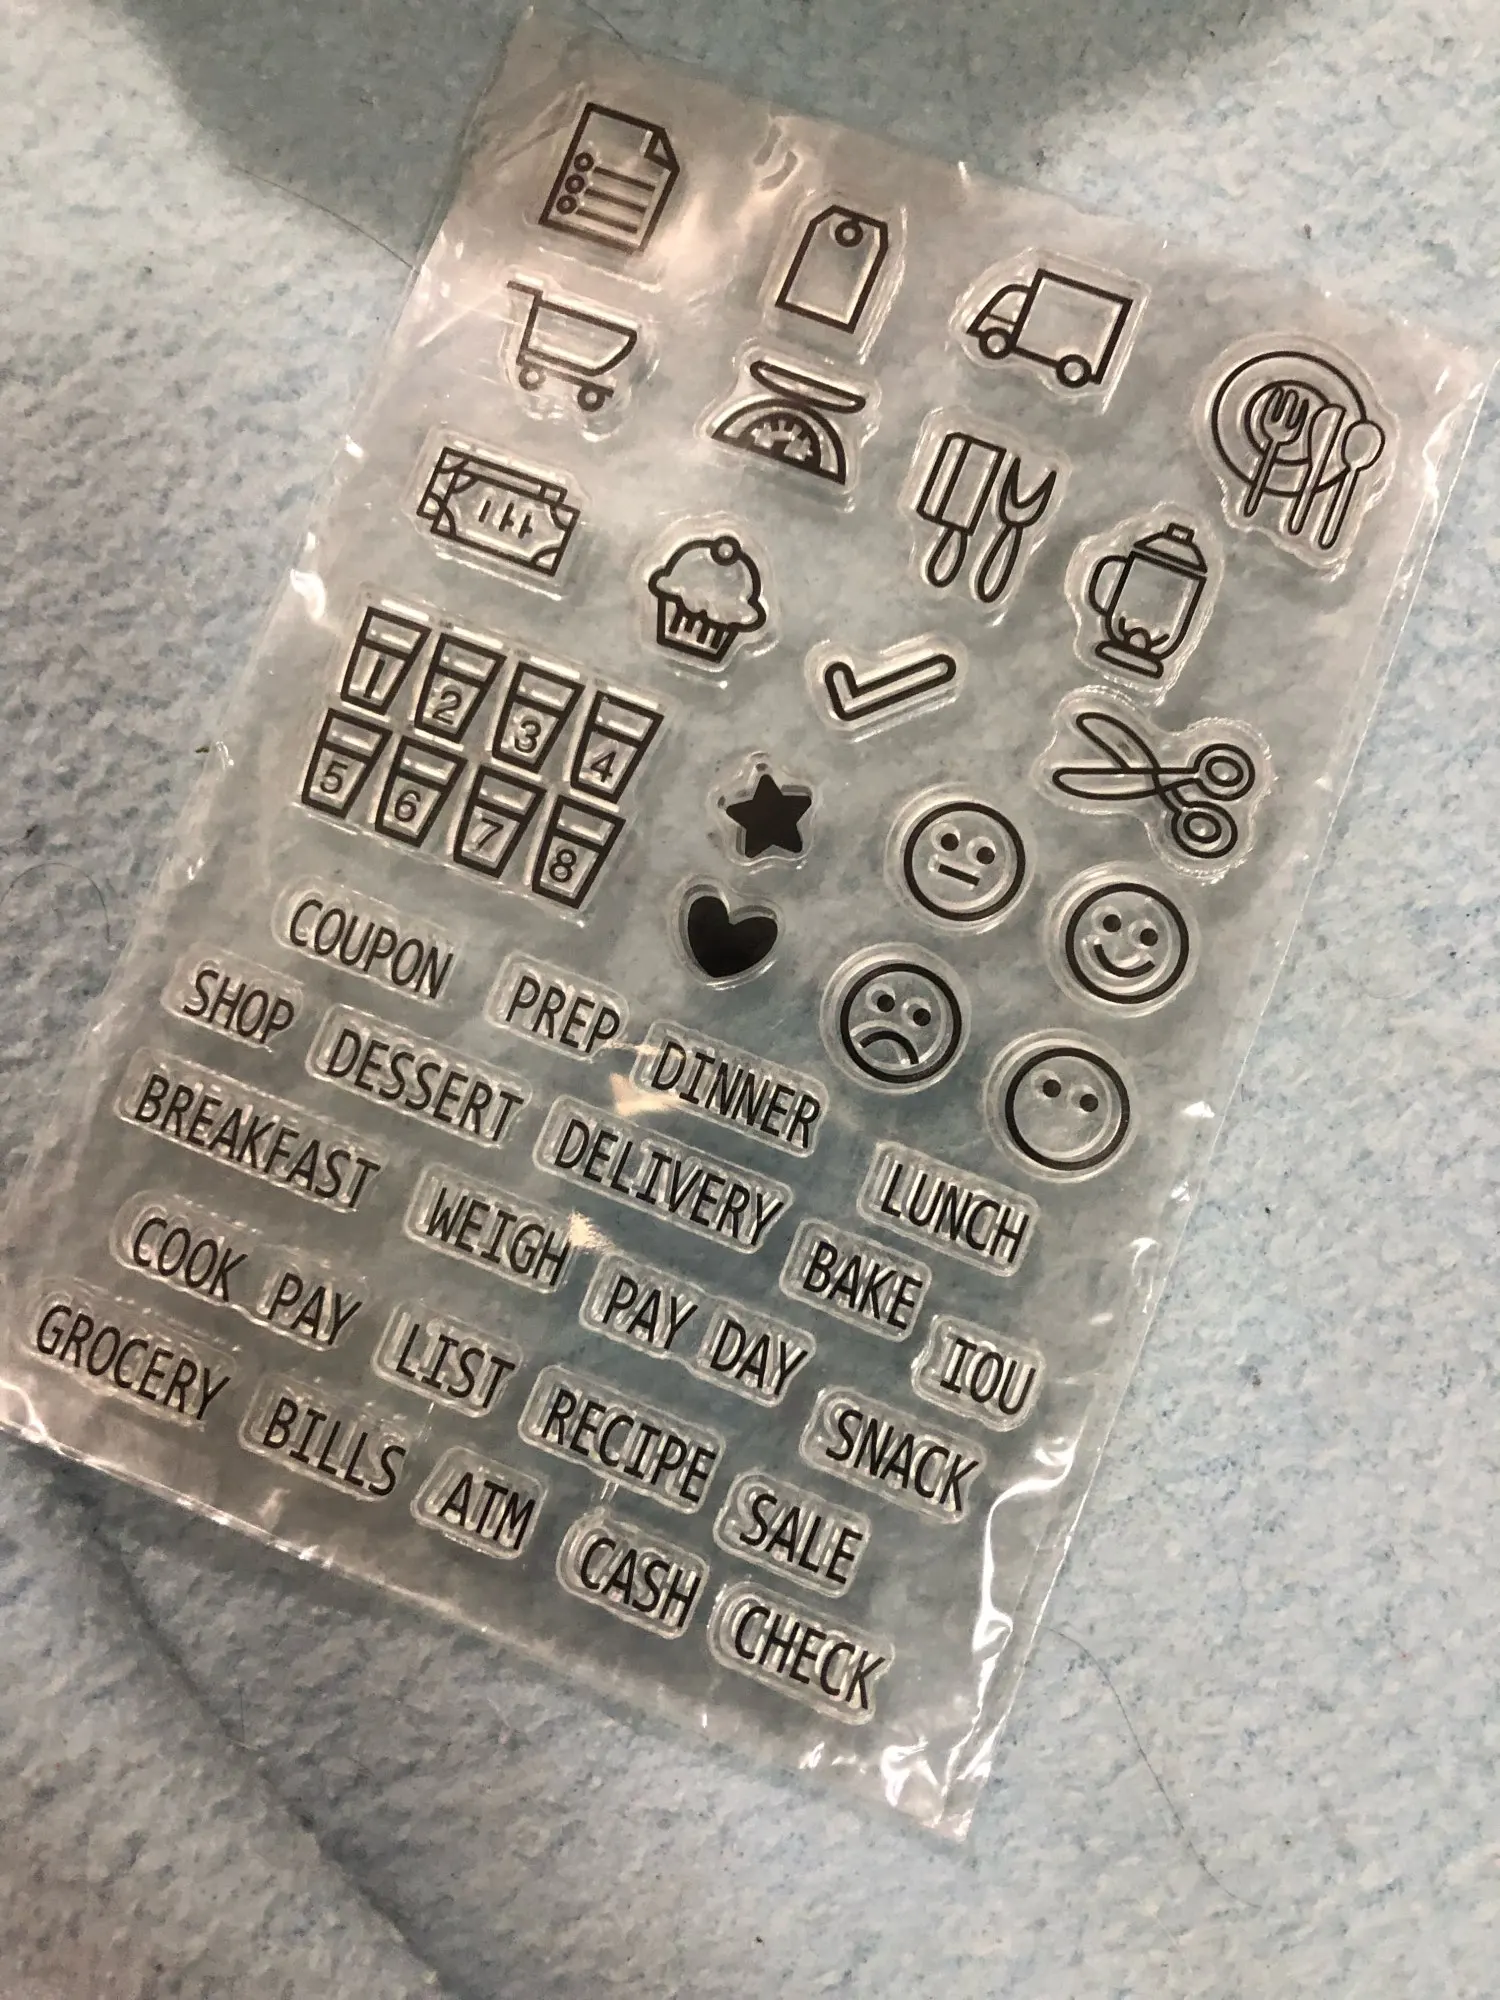 1 2 3 4
5 6 7 8
COUPON PREP DINNER
SHOP DESSERT DELIVERY LUNCH
BREAKFAST WEIGH PAY DAY BAKE IOU
COOK PAY LIST RECIPE SNACK
GROCERY BILLS ATM CASH SALE CHECK